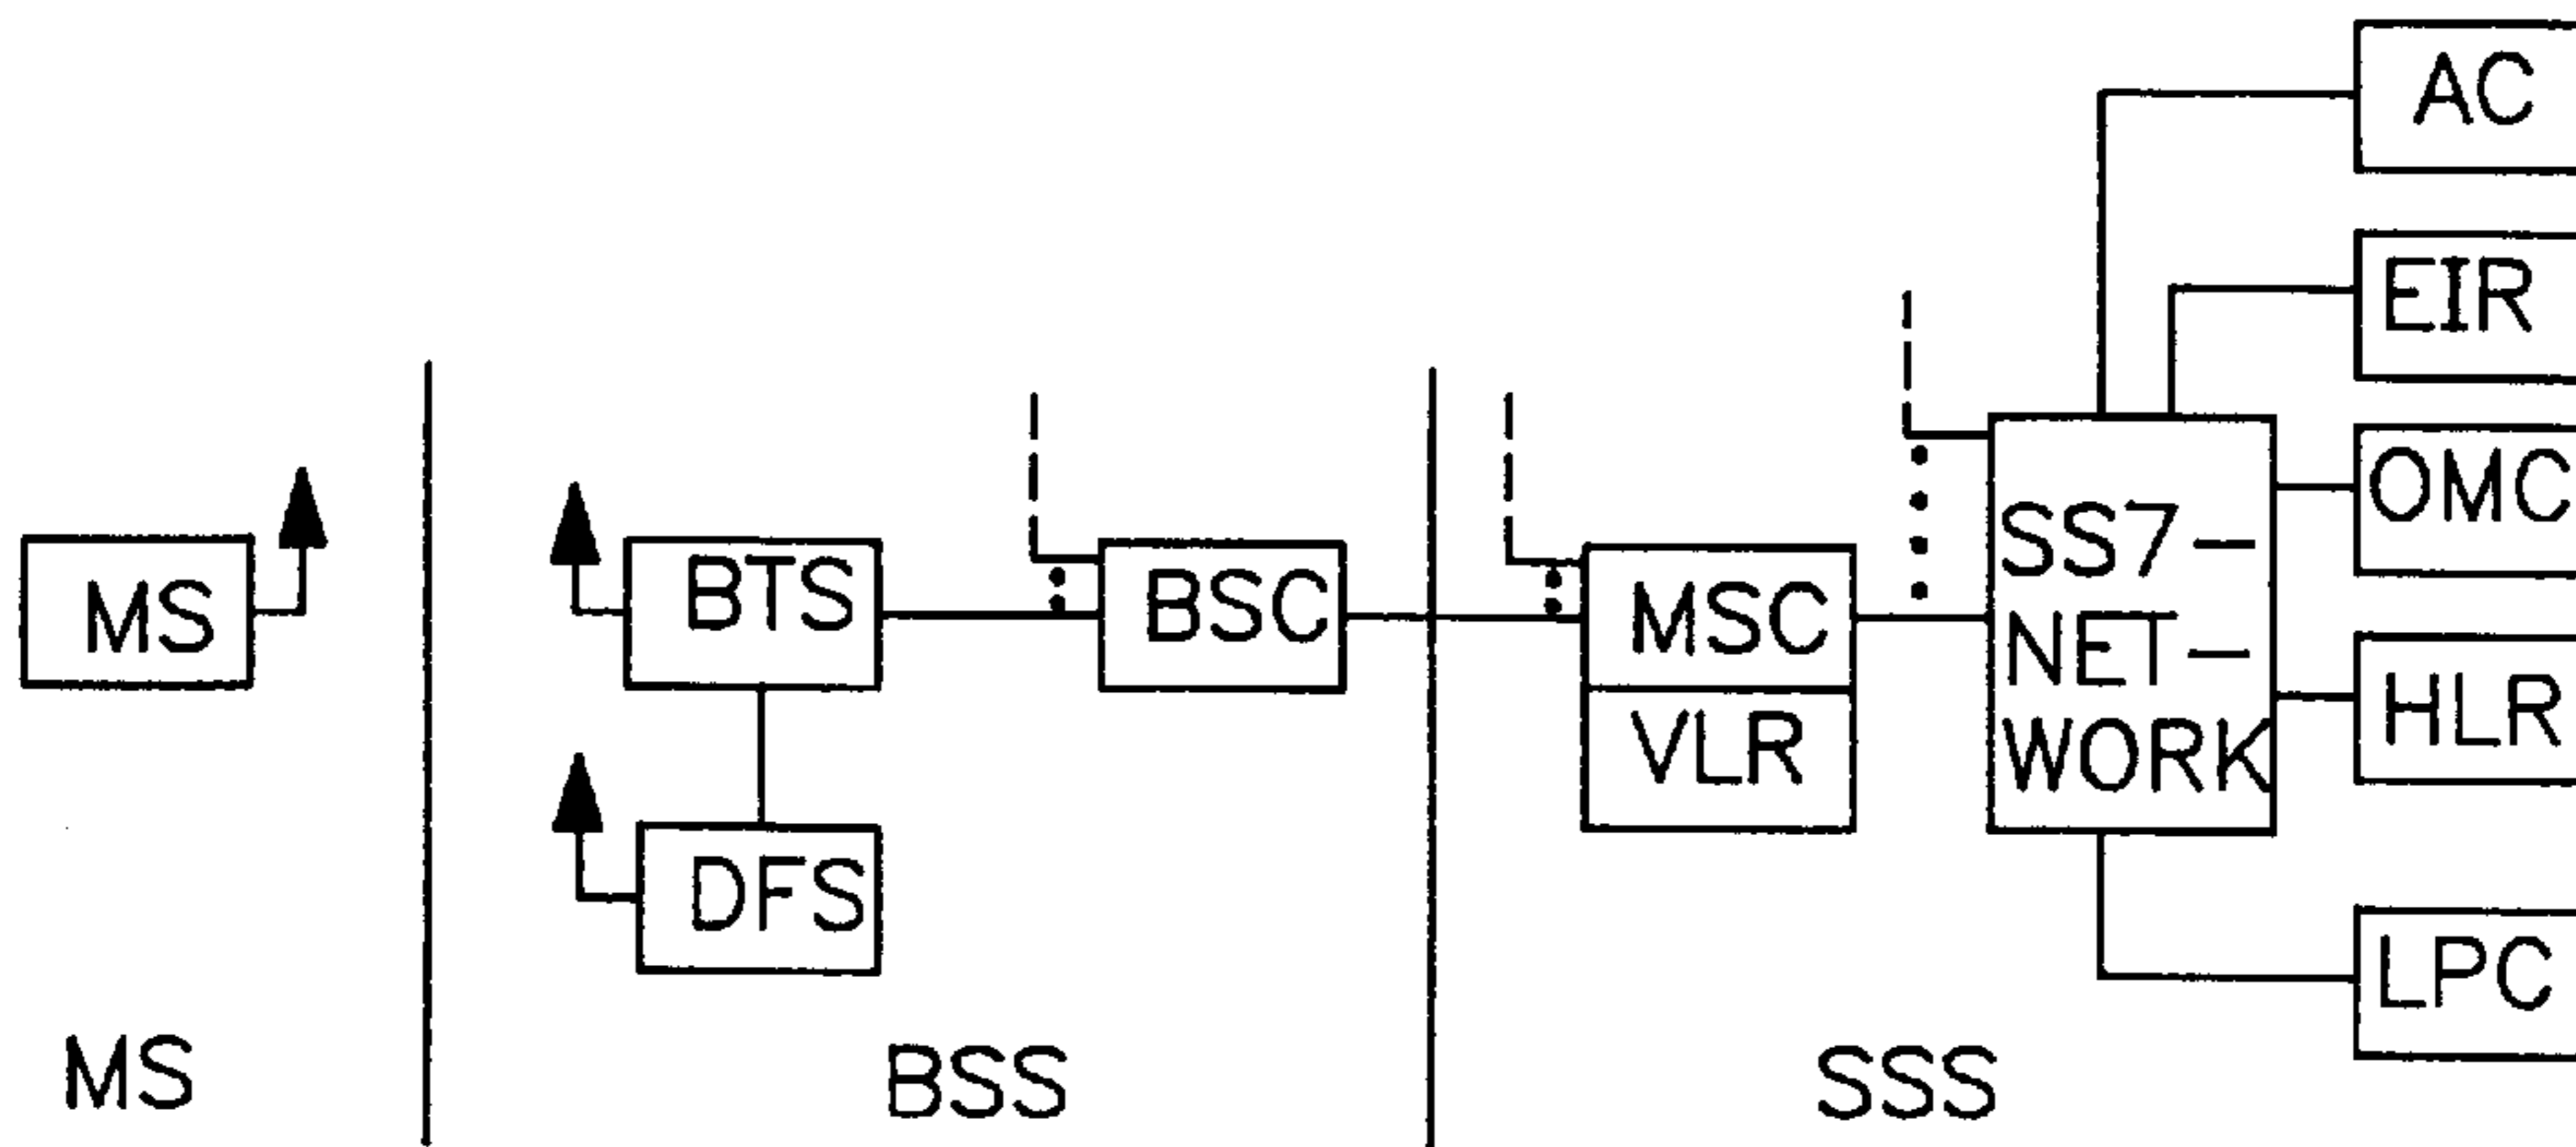 AC
EIR
OMC
HLR
LPC
MS
BTS
BSC
MSC
VLR
DFS
SS7-
NET-
WORK
MS
BSS
SSS